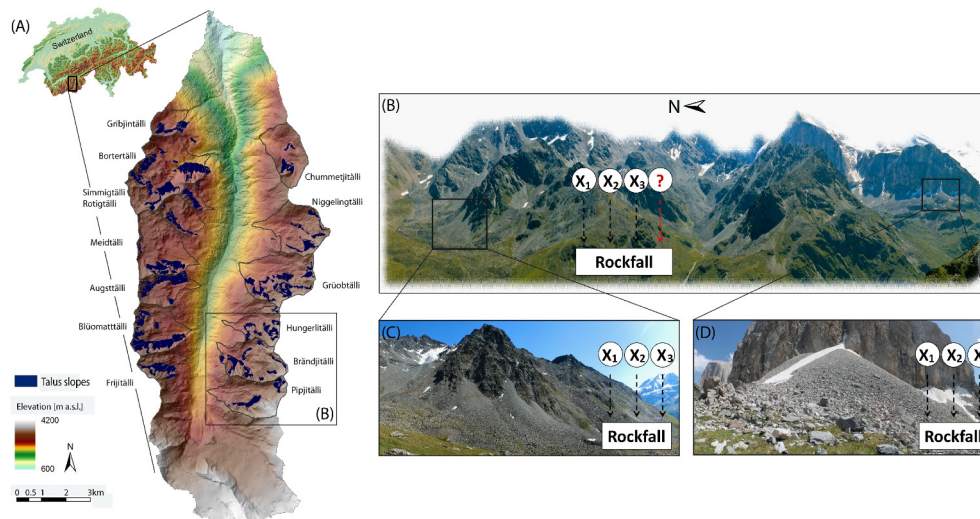 (A)
Switzerland
Gribjintälli
Bortertälli
Simmigtälli
Rotigtälli
Meidtälli
Augsttälli
Blüomatttälli
Frijitälli
Chummetjitälli
Niggelingtälli
Grüobtälli
Hungerlitälli
Brändjitälli
Pipjitälli
(B)
Talus slopes
Elevation [m a.s.l.]
4200
600
N
0 0.5 1 2 3km
(B)
N
X1 X2 X3 ?
Rockfall
(C)
X1 X2 X3
Rockfall
(D)
X1 X2 X
Rockfall